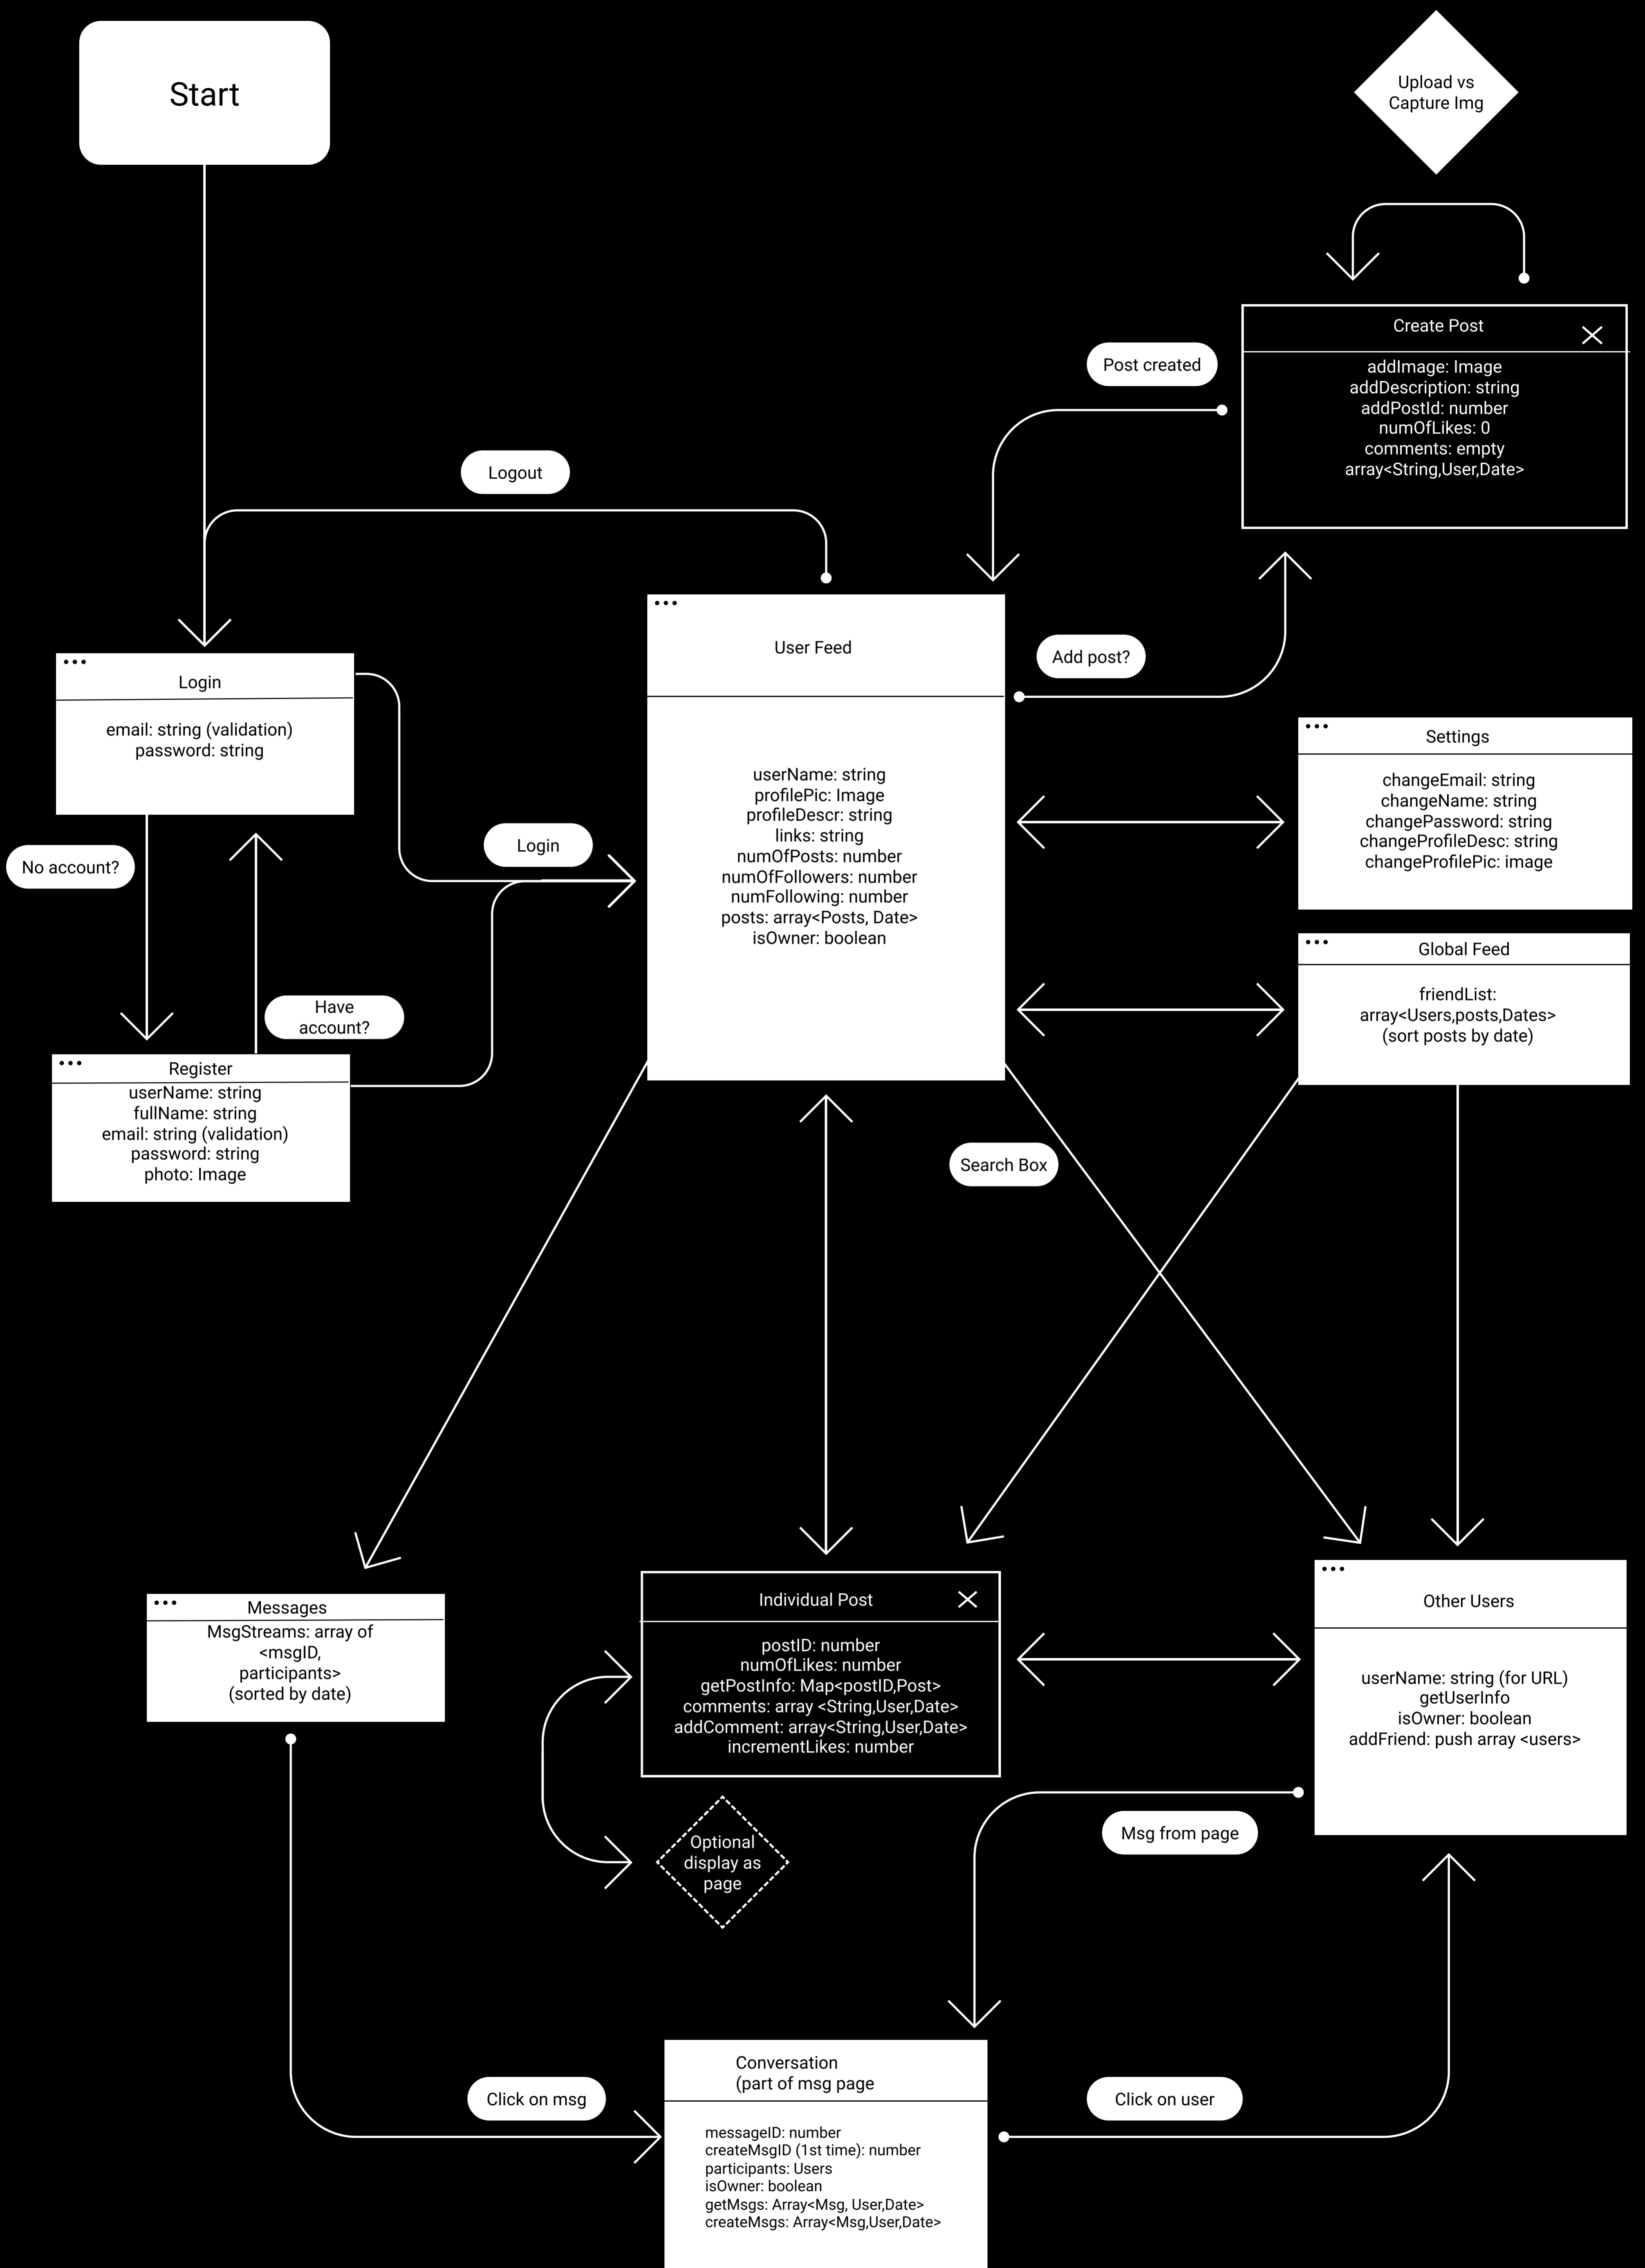 Start
Upload vs
Capture Img
Create Post
addImage: Image
addDescription: string
addPostId: number
numOfLikes: 0
comments: empty
array<String,User,Date>
Post created
Logout
User Feed
userName: string
profilePic: Image
profileDescr: string
links: string
numOfPosts: number
numOfFollowers: number
numFollowing: number
posts: array<Posts, Date>
isOwner: boolean
Add post?
Login
email: string (validation)
password: string
Settings
changeEmail: string
changeName: string
changePassword: string
changeProfileDesc: string
changeProfilePic: image
Login
No account?
Global Feed
friendList:
array<Users,posts,Dates>
(sort posts by date)
Have
account?
Register
userName: string
fullName: string
email: string (validation)
password: string
photo: Image
Search Box
Messages
MsgStreams: array of
<msgID,
participants>
(sorted by date)
Individual Post
postID: number
numOfLikes: number
getPostInfo: Map<postID,Post>
comments: array <String,User,Date>
addComment: array<String,User,Date>
incrementLikes: number
Other Users
userName: string (for URL)
getUserInfo
isOwner: boolean
addFriend: push array <users>
Optional
display as
page
Msg from page
Conversation
(part of msg page
messageID: number
createMsgID (1st time): number
participants: Users
isOwner: boolean
getMsgs: Array<Msg, User,Date>
createMsgs: Array<Msg,User,Date>
Click on msg
Click on user